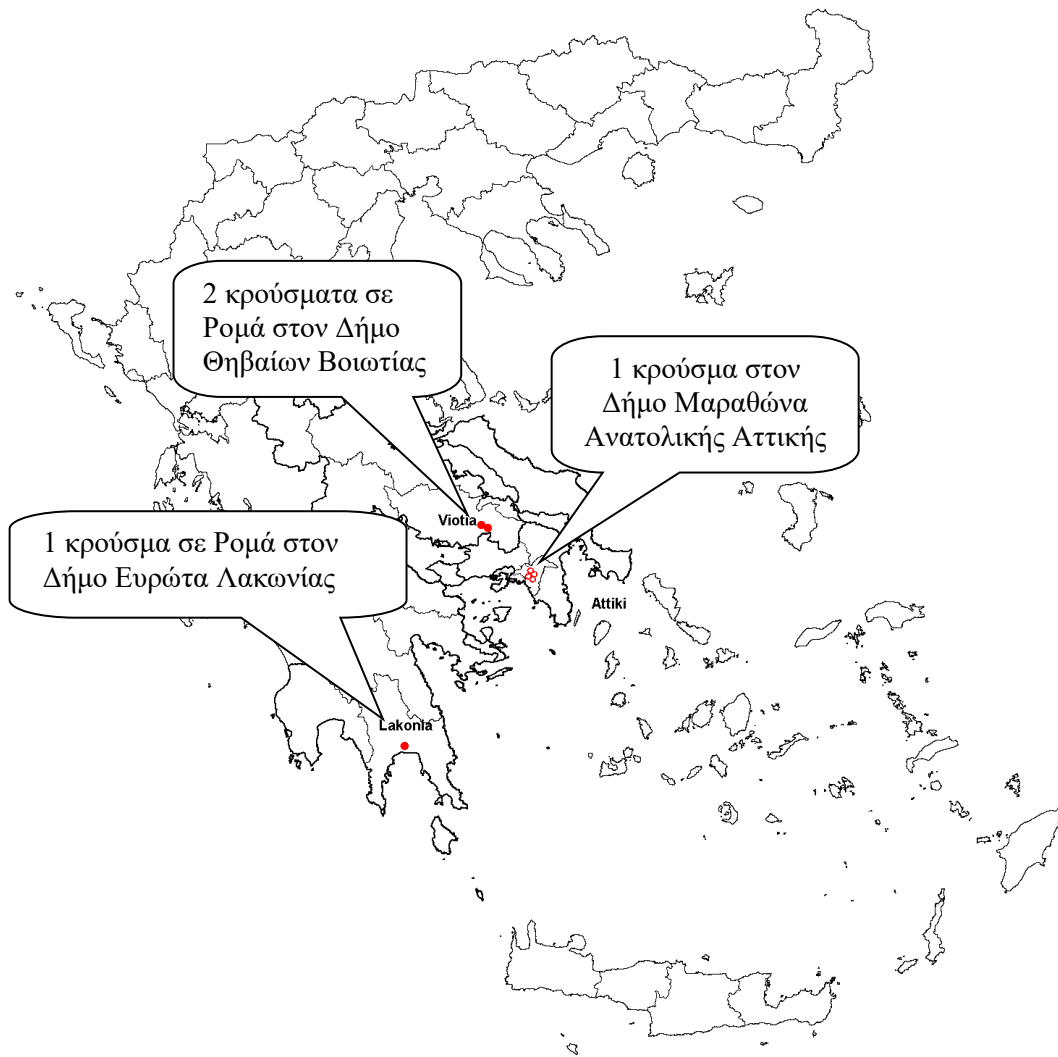 2 κρούσματα σε
Ρομά στον Δήμο
Θηβαίων Βοιωτίας
1 κρούσμα στον
Δήμο Μαραθώνα
Ανατολικής Αττικής
Viotia
1 κρούσμα σε Ρομά στον
Δήμο Ευρώτα Λακωνίας
Attiki
Lakonia